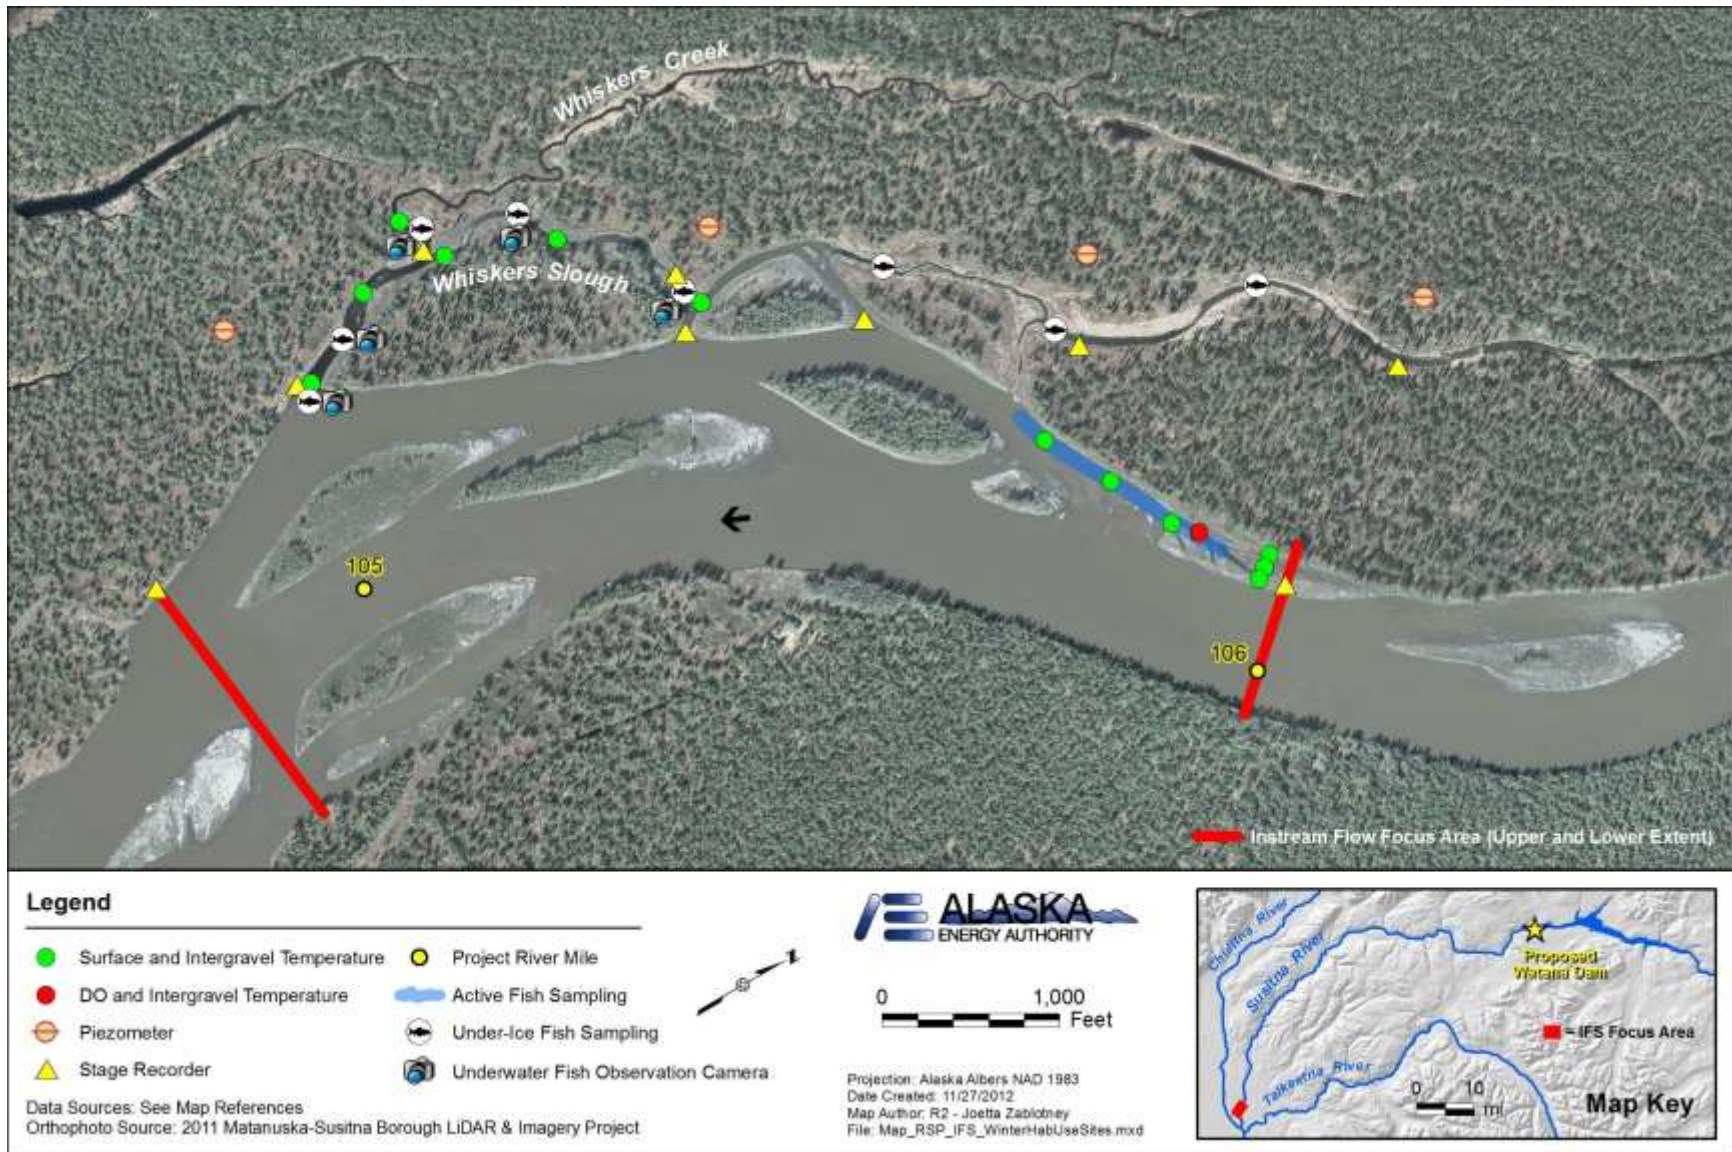 Whiskers Creek
Whiskers Slough
105
106
Instream Flow Focus Area (Upper and Lower Extent)
Legend
Surface and Intergravel Temperature
DO and Intergravel Temperature
Piezometer
Stage Recorder
Project River Mile
Active Fish Sampling
Under-Ice Fish Sampling
Underwater Fish Observation Camera
Data Sources: See Map References
Orthophoto Source: 2011 Matanuska-Susitna Borough LiDAR & Imagery Project
N
ALASKA
ENERGY AUTHORITY
0 1,000
Feet
Projection: Alaska Albers NAD 1983
Date Created: 11/27/2012
Map Author: R2 - Joetta Zablotney
File: Map_RSP_IFS_WinterHabUseSites.mxd
Chulitna River
Susitna River
Proposed
Watana Dam
= IFS Focus Area
Talkeetna River
0 10
mi
Map Key